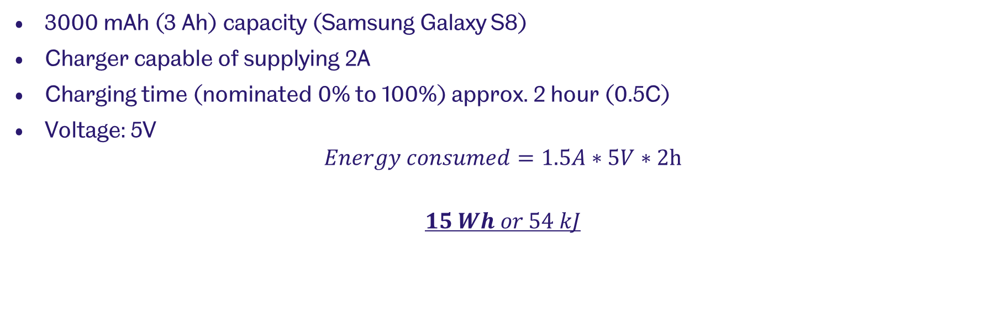 • 3000 mAh (3 Ah) capacity (Samsung Galaxy S8)
• Charger capable of supplying 2A
• Charging time (nominated 0% to 100%) approx. 2 hour (0.5C)
• Voltage: 5V
Energy consumed = 1.5A ∗ 5V ∗ 2h
15 Wh or 54 kJ